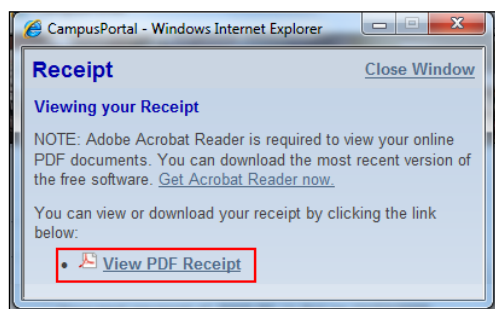 CampusPortal - Windows Internet Explorer
Receipt
Close Window
Viewing your Receipt
NOTE: Adobe Acrobat Reader is required to view your online
PDF documents. You can download the most recent version of
the free software. Get Acrobat Reader now.
You can view or download your receipt by clicking the link
below:
• View PDF Receipt